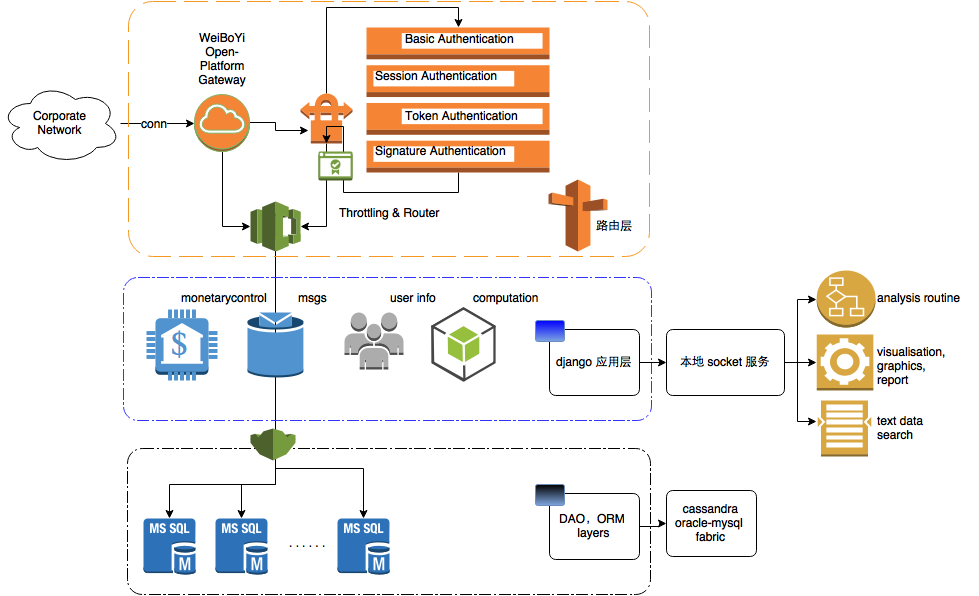 WeiBoYi
Open-
Platform
Gateway
Corporate
Network
conn
Basic Authentication
Session Authentication
Token Authentication
Signature Authentication
Throttling & Router
路由层
monetarycontrol
msgs
user info
computation
$
django 应用层
本地 socket 服务
analysis routine
visualisation,
graphics,
report
text data
search
MS SQL
M
MS SQL
M
......
MS SQL
M
DAO，ORM
layers
cassandra
oracle-mysql
fabric